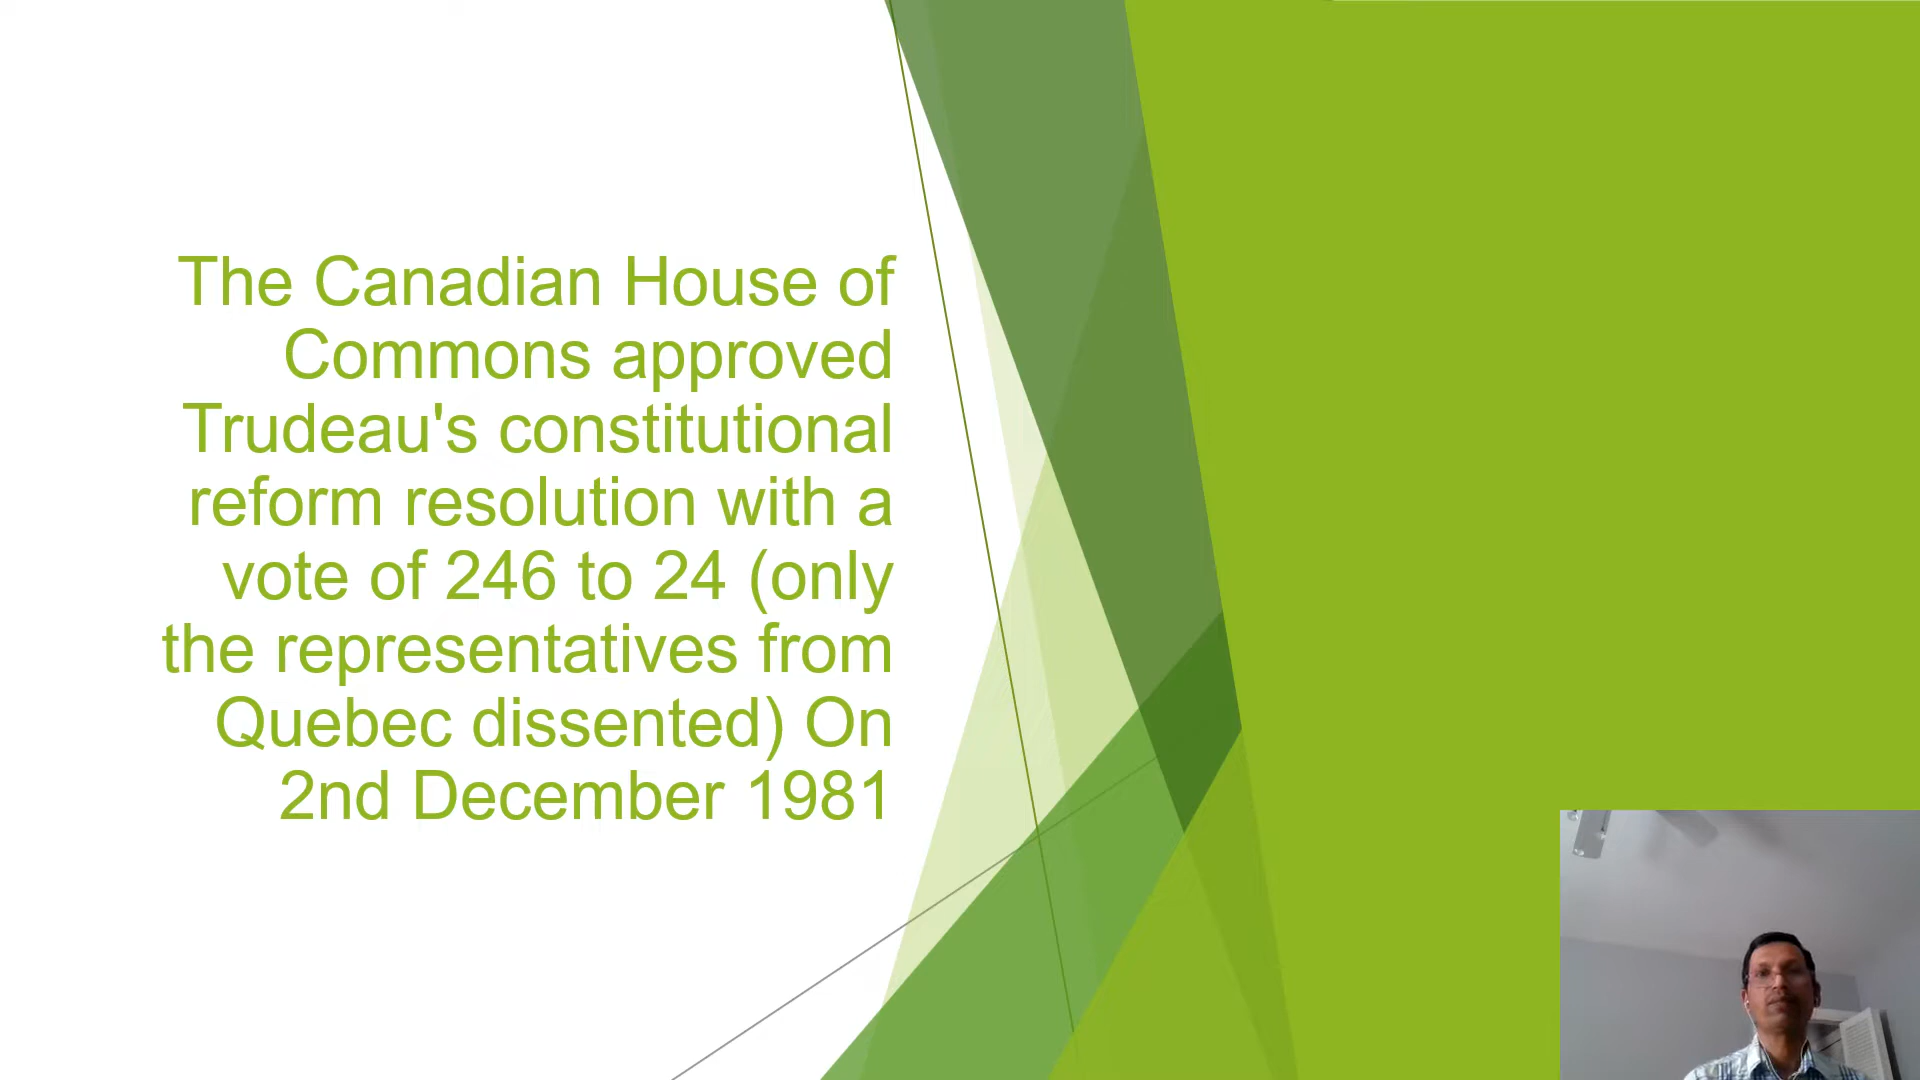 The Canadian House of
Commons approved
Trudeau's constitutional
reform resolution with a
vote of 246 to 24 (only
the representatives from
Quebec dissented) On
2nd December 1981